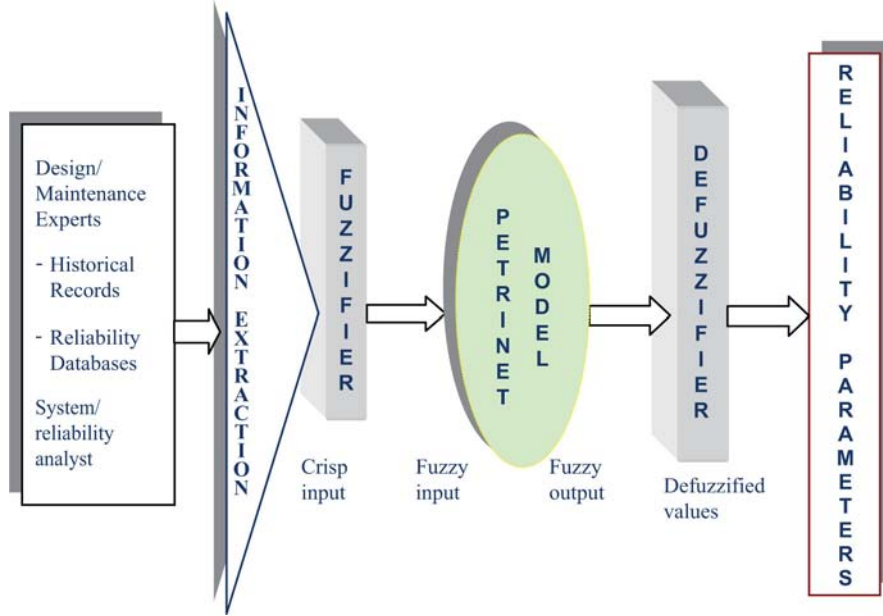 Design/
Maintenance
Experts
- Historical
Records
- Reliability
Databases
System/
reliability
analyst
INFORMATION EXTRACTION
FUZZIFIER
Crisp
input
Fuzzy
input
PETRINET
MODEL
Fuzzy
output
DEFUZZIFIER
Defuzzified
values
RELIABILITY PARAMETERS